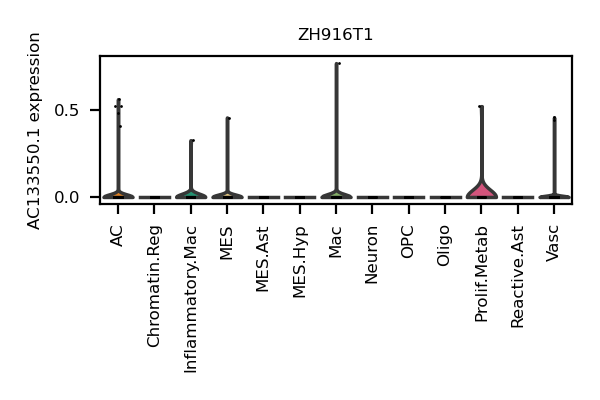 ZH916T1
AC133550.1 expression
0.5
0.0
AC
Chromatin.Reg
Inflammatory.Mac
MES
MES.Ast
MES.Hyp
Mac
Neuron
OPC
Oligo
Prolif.Metab
Reactive.Ast
Vasc